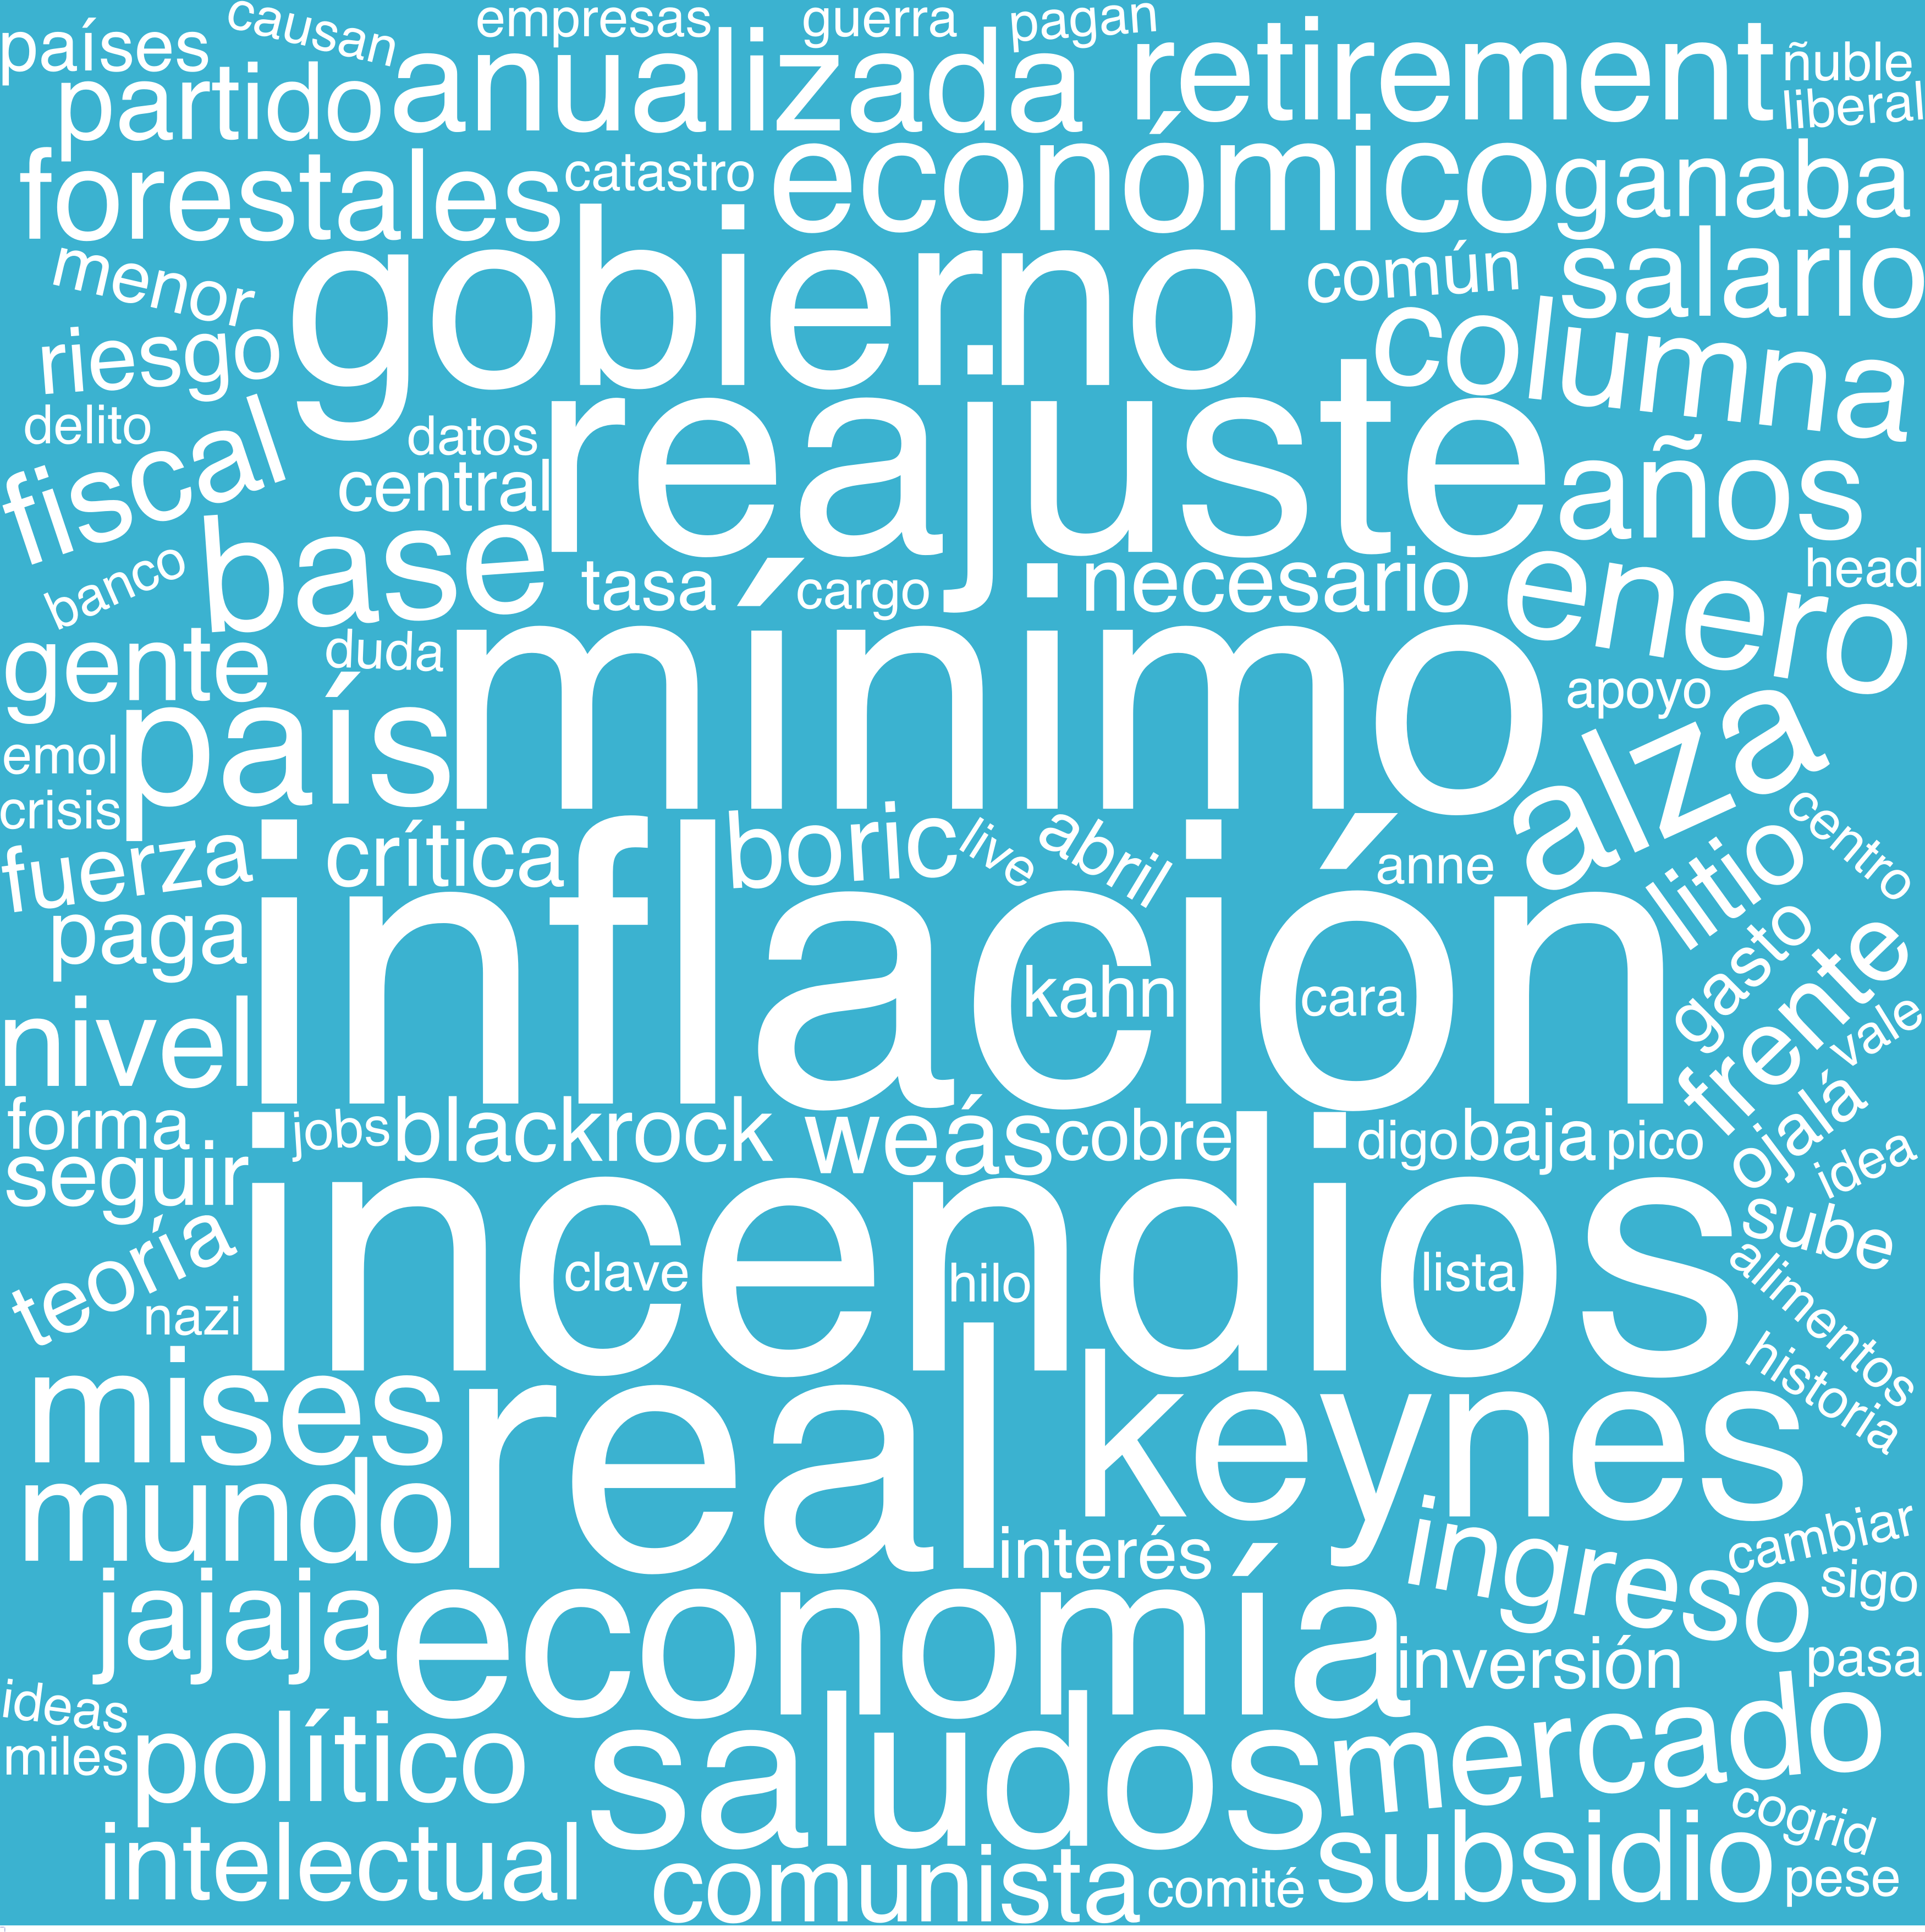 países
causan
empresas
guerra
pagan
partido
anualizada
retirement
ñuble
liberal
forestales
catastro
económico
ganaba
menor
gobierno
común
salario
riesgo
columna
delito
datos
reajuste
fiscal
central
años
banco
base
tasa
cargo
necesario
enero
head
gente
duda
país
mínimo
apoyo
emol
alza
crisis
fuerza
crítica
boric
live
abril
anne
litio
centro
paga
inflación
kahn
cara
gasto
frente
vale
nivel
forma
jobs
blackrock
weás
cobre
digo
baja
pico
ojalá
idea
seguir
incendios
sube
teoría
nazi
clave
hilo
lista
alimentos
historia
mises
real
keynes
mundo
interés
ingreso
cambiar
sigo
jajaja
economía
inversión
pasa
ideas
miles
político
saludos
mercado
cogrid
intelectual
comunista
comité
subsidio
pese